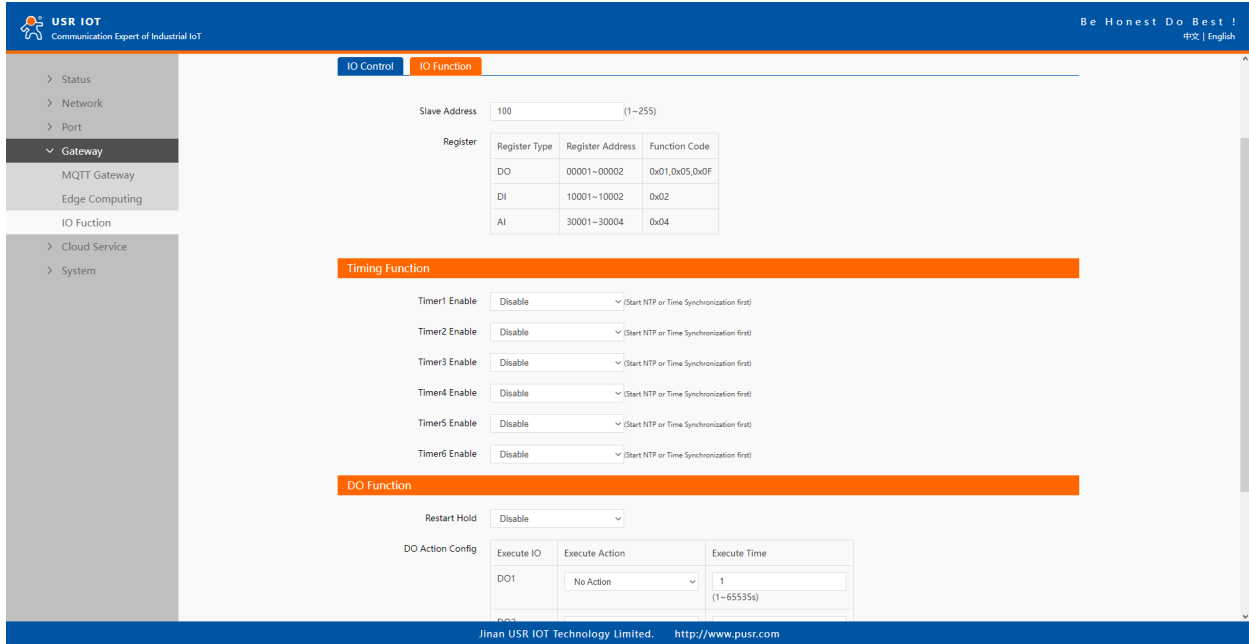 USR IOT
Communication Expert of Industrial IoT
Be Honest Do Best !
中文 | English
Status
Network
Port
Gateway
MQTT Gateway
Edge Computing
IO Fuction
Cloud Service
System
IO Control IO Function
Slave Address 100 (1~255)
Register
Register Type Register Address Function Code
DO 00001~00002 0x01,0x05,0x0F
DI 10001~10002 0x02
AI 30001~30004 0x04
Timing Function
Timer1 Enable Disable (Start NTP or Time Synchronization first)
Timer2 Enable Disable (Start NTP or Time Synchronization first)
Timer3 Enable Disable (Start NTP or Time Synchronization first)
Timer4 Enable Disable (Start NTP or Time Synchronization first)
Timer5 Enable Disable (Start NTP or Time Synchronization first)
Timer6 Enable Disable (Start NTP or Time Synchronization first)
DO Function
Restart Hold Disable
DO Action Config
Execute IO Execute Action Execute Time
DO1 No Action 1
(1~65535s)
Jinan USR IOT Technology Limited. http://www.pusr.com